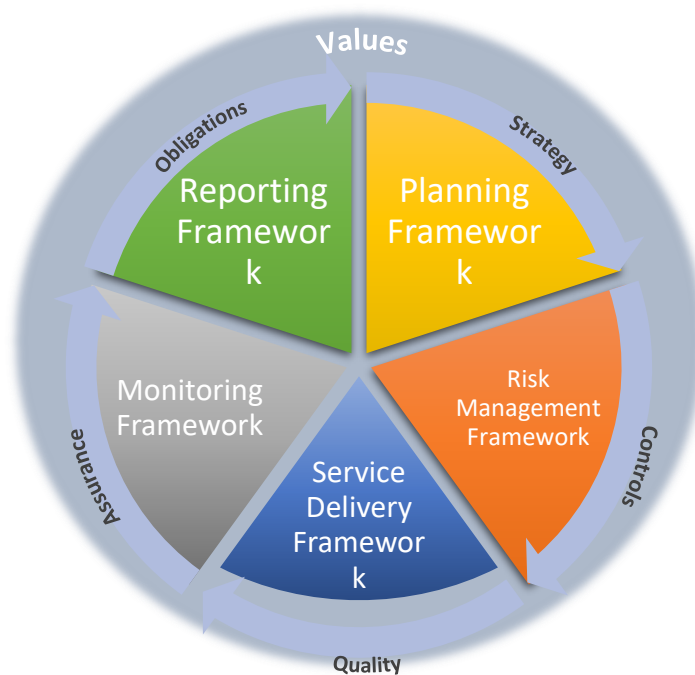 Values
Obligations
Strategy
Reporting
Framewor
k
Planning
Framewor
k
Monitoring
Framework
Risk
Management
Framework
Service
Delivery
Framewor
k
Assurance
Controls
Quality